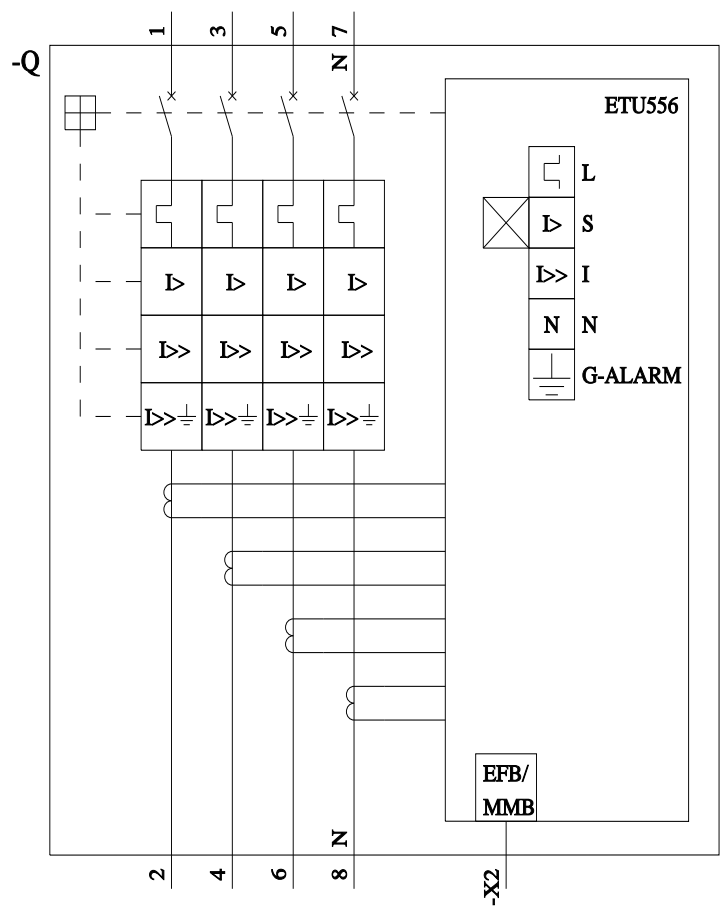 1 3 5 7
N
-Q
ETU556
L
I> S
I>> I
N N
G-ALARM
I> I> I> I>
I>> I>> I>> I>>
I>> I>> I>> I>>
EFB/
MMB
N
2 4 6 8
-X2